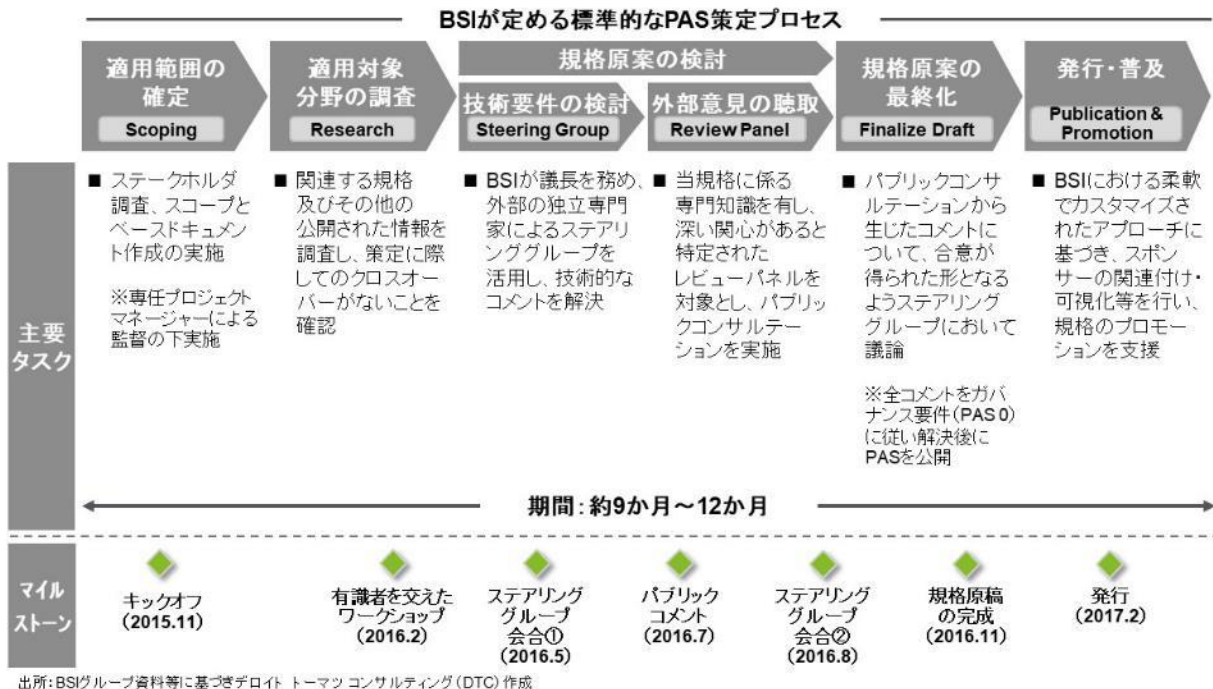 BSIが定める標準的なPAS策定プロセス
適用範囲の
確定
Scoping
適用対象
分野の調査
Research
規格原案の検討
技術要件の検討
Steering Group
外部意見の聴取
Review Panel
規格原案の
最終化
Finalize Draft
発行・普及
Publication &
Promotion
主要
タスク
■ ステークホルダ
調査、スコープと
ベースドキュメン
ト作成の実施
※専任プロジェクト
マネージャーによる
監督の下実施
■ 関連する規格
及びその他の
公開された情報を
調査し、策定に際
してのクロスオー
バーがないことを
確認
■ BSIが議長を務め、
外部の独立専門
家によるステアリ
ンググループを
活用し、技術的な
コメントを解決
■ 当規格に係る
専門知識を有し、
深い関心があると
特定された
レビューパネルを
対象とし、パブリッ
クコンサルテー
ションを実施
■ パブリックコンサ
ルテーションから
生じたコメントに
ついて、合意が
得られた形となる
ようステアリング
グループにおいて
議論
※全コメントをガバ
ナンス要件(PAS 0)
に従い解決後に
PASを公開
■ BSIにおける柔軟
でカスタマイズさ
れたアプローチに
基づき、スポン
サーの関連付け・
可視化等を行い、
規格のプロモー
ションを支援
期間:約9か月～12か月
マイル
ストーン
キックオフ
(2015.11)
有識者を交えた
ワークショップ
(2016.2)
ステアリング
グループ
会合①
(2016.5)
パブリック
コメント
(2016.7)
ステアリング
グループ
会合②
(2016.8)
規格原稿
の完成
(2016.11)
発行
(2017.2)
出所:BSIグループ資料等に基づきデロイト トーマツ コンサルティング(DTC)作成